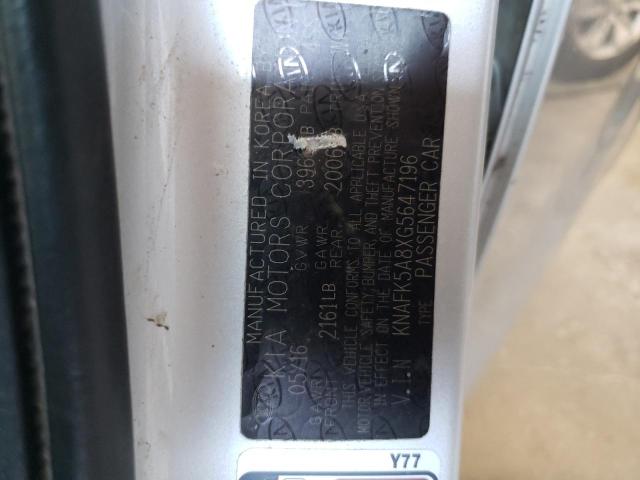 MANUFACTURED IN KOREA B
KIA MOTORS CORPORA
05/16 GVWR
GAWR GAWR
FRONT 2161LB REAR
THIS VEHICLE CONFORMS TO ALL APPLICABLE U.S.A
MOTOR VEHICLE SAFETY, BUMPER, AND THEFT PREVENTION
IN EFFECT ON THE DATE OF MANUFACTURE SHOWN
V.I.N KNAFK5A8XG5647196
TYPE PASSENGER CAR
Y77